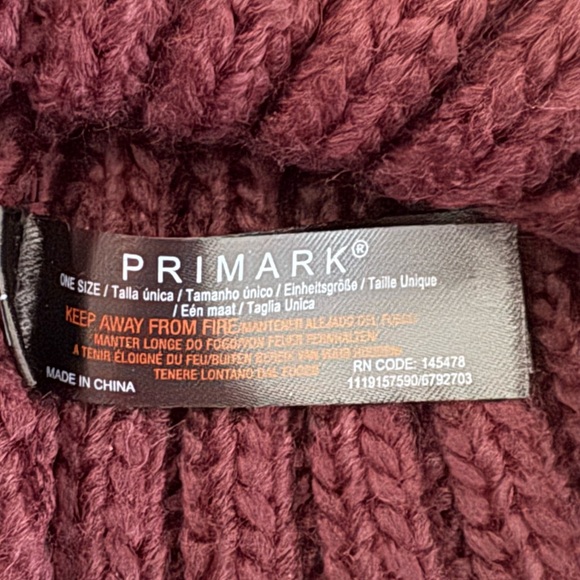 PRIMARK®
ONE SIZE / Talla única / Tamanho único / Einheitsgröße / Taille Unique
/ Eén maat / Taglia Unica
KEEP AWAY FROM FIRE/MANTENER ALEJADO DEL FUEGO
MANTER LONGE DO FOGO/VON FEUER FERNHALTEN/
A TENIR ÉLOIGNÉ DU FEU/BUITEN BEREIK VAN VUUR HOUDEN/
TENERE LONTANO DAL FUOCO
MADE IN CHINA
RN CODE: 145478
1119157590/6792703